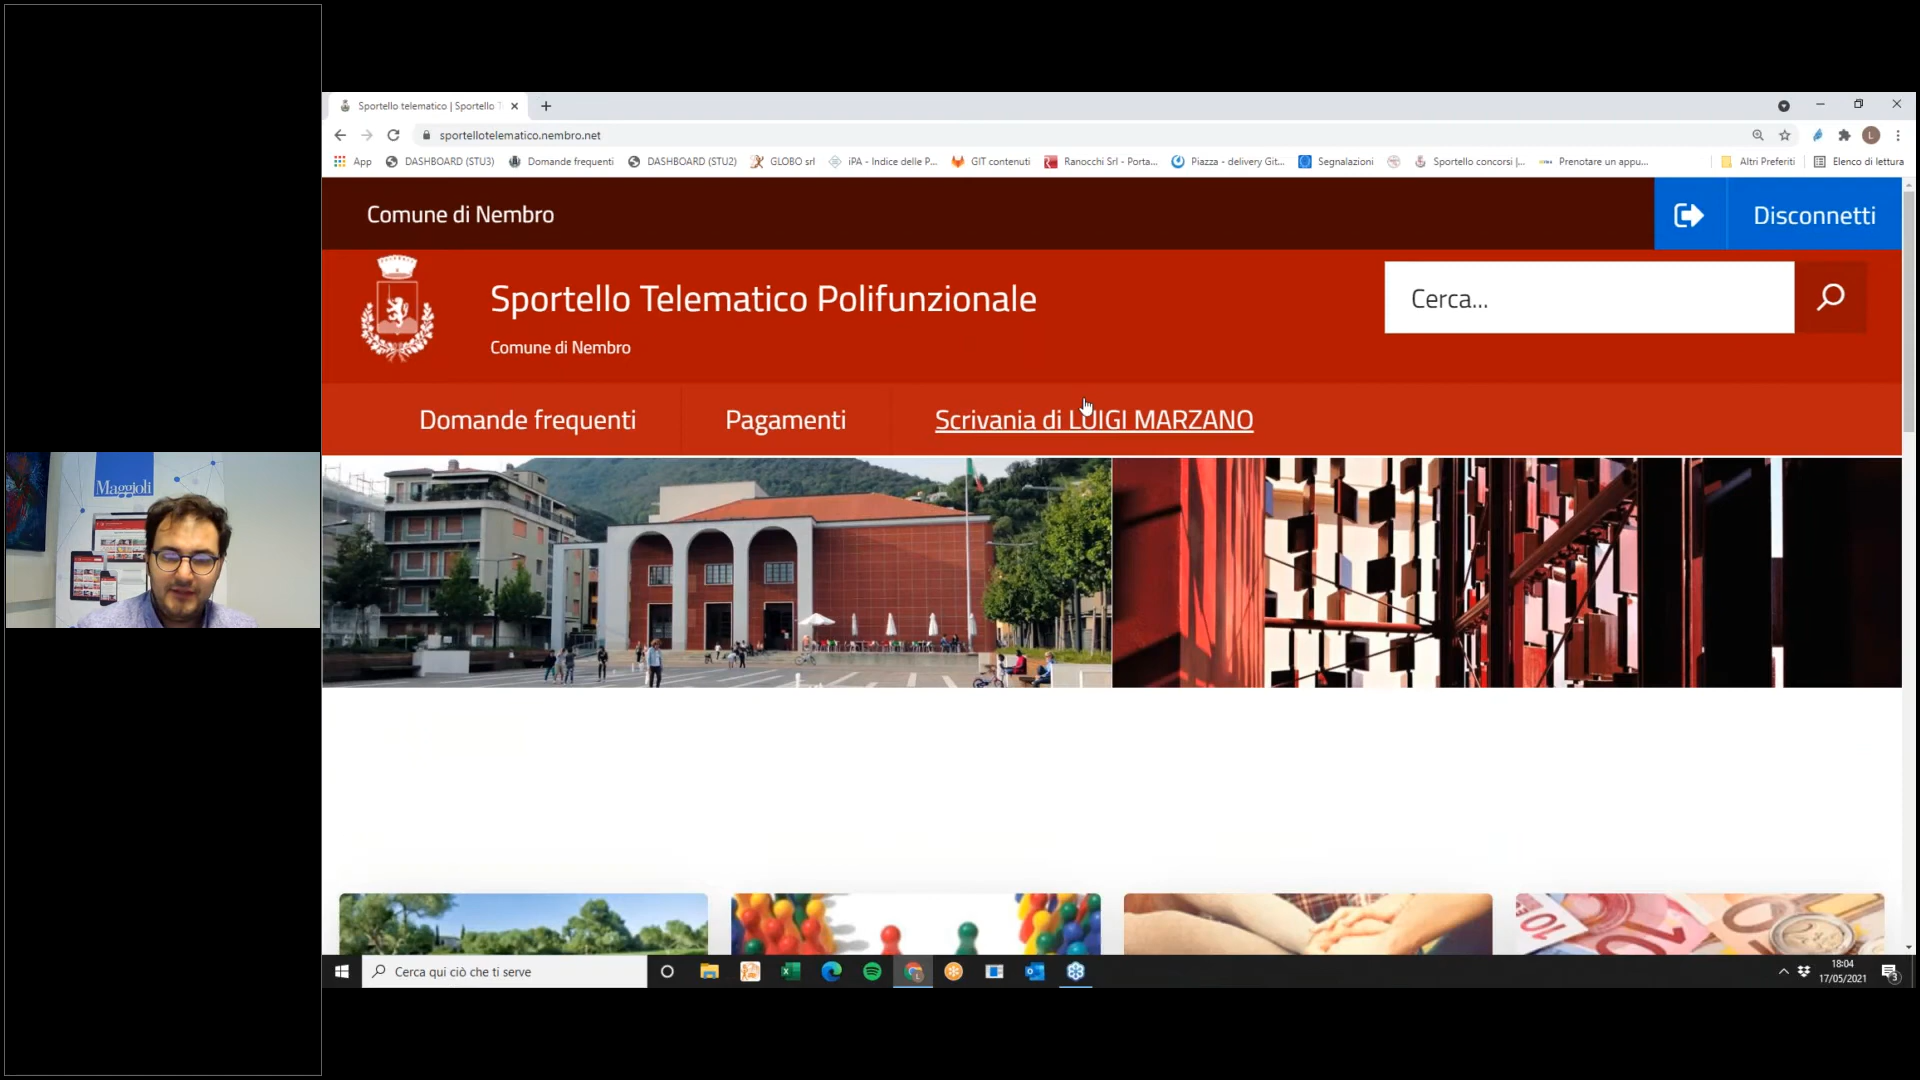 Maggioli
Sportello telematico | Sportello
sportellotelematico.nembro.net
App DASHBOARD (STU3) Domande frequenti DASHBOARD (STU2) GLOBO srl iPA - Indice delle P... GIT contenuti Ranocchi Srl - Porta... Piazza - delivery Git... Segnalazioni Sportello concorsi |... Prenotare un appu... Altri Preferiti Elenco di lettura
Comune di Nembro
Disconnetti
Sportello Telematico Polifunzionale
Comune di Nembro
Cerca...
Domande frequenti Pagamenti Scrivania di LUIGI MARZANO
Cerca qui ciò che ti serve
18:04
17/05/2021
3